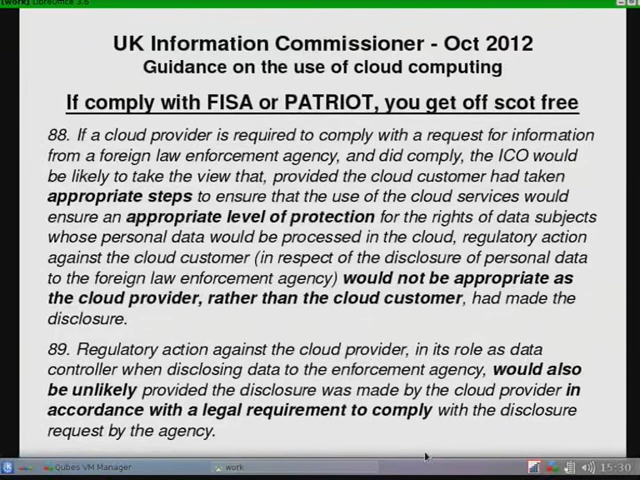 [work] LibreOffice 3.6
UK Information Commissioner - Oct 2012
Guidance on the use of cloud computing
If comply with FISA or PATRIOT, you get off scot free
88. If a cloud provider is required to comply with a request for information
from a foreign law enforcement agency, and did comply, the ICO would
be likely to take the view that, provided the cloud customer had taken
appropriate steps to ensure that the use of the cloud services would
ensure an appropriate level of protection for the rights of data subjects
whose personal data would be processed in the cloud, regulatory action
against the cloud customer (in respect of the disclosure of personal data
to the foreign law enforcement agency) would not be appropriate as
the cloud provider, rather than the cloud customer, had made the
disclosure.
89. Regulatory action against the cloud provider, in its role as data
controller when disclosing data to the enforcement agency, would also
be unlikely provided the disclosure was made by the cloud provider in
accordance with a legal requirement to comply with the disclosure
request by the agency.
Qubes VM Manager
work
15:30